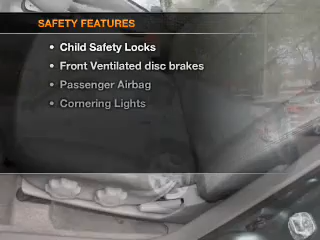 SAFETY FEATURES
• Child Safety Locks
• Front Ventilated disc brakes
• Passenger Airbag
• Cornering Lights